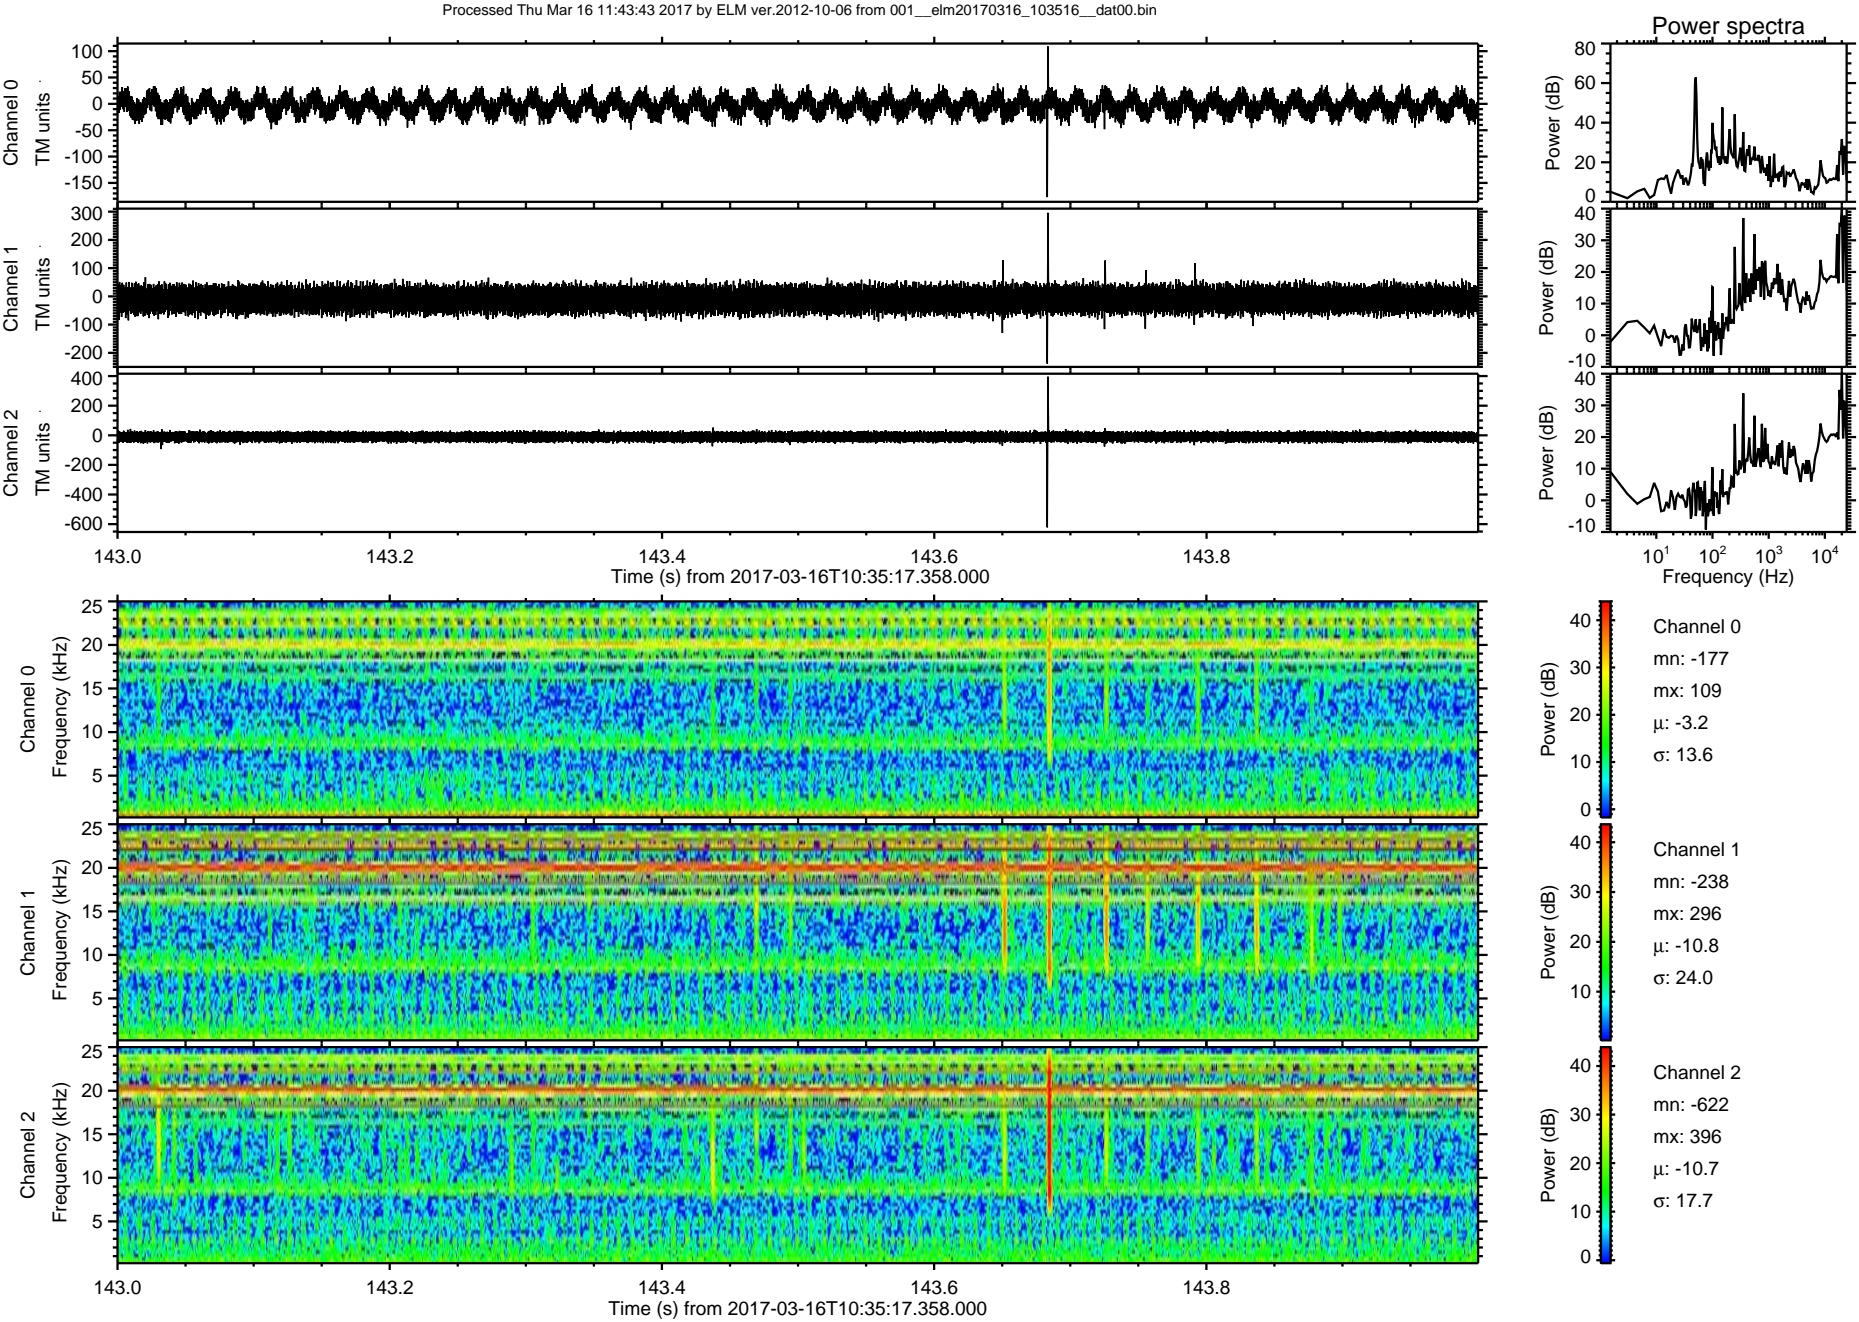 Processed Thu Mar 16 11:43:43 2017 by ELM ver.2012-10-06 from 001__elm20170316_103516__dat00.bin
Power spectra
Channel 0
TM units
100
50
0
-50
-100
-150
Power (dB)
80
60
40
20
0
Channel 1
TM units
300
200
100
0
-100
-200
Power (dB)
40
30
20
10
0
-10
Channel 2
TM units
400
200
0
-200
-400
-600
Power (dB)
40
30
20
10
0
-10
143.0 143.2 143.4 143.6 143.8
Time (s) from 2017-03-16T10:35:17.358.000
10^1 10^2 10^3 10^4
Frequency (Hz)
Channel 0
Frequency (kHz)
25
20
15
10
5
Power (dB)
40
30
20
10
0
Channel 0
mn: -177
mx: 109
μ: -3.2
σ: 13.6
Channel 1
Frequency (kHz)
25
20
15
10
5
Power (dB)
40
30
20
10
Channel 1
mn: -238
mx: 296
μ: -10.8
σ: 24.0
Channel 2
Frequency (kHz)
25
20
15
10
5
Power (dB)
40
30
20
10
0
Channel 2
mn: -622
mx: 396
μ: -10.7
σ: 17.7
143.0 143.2 143.4 143.6 143.8
Time (s) from 2017-03-16T10:35:17.358.000